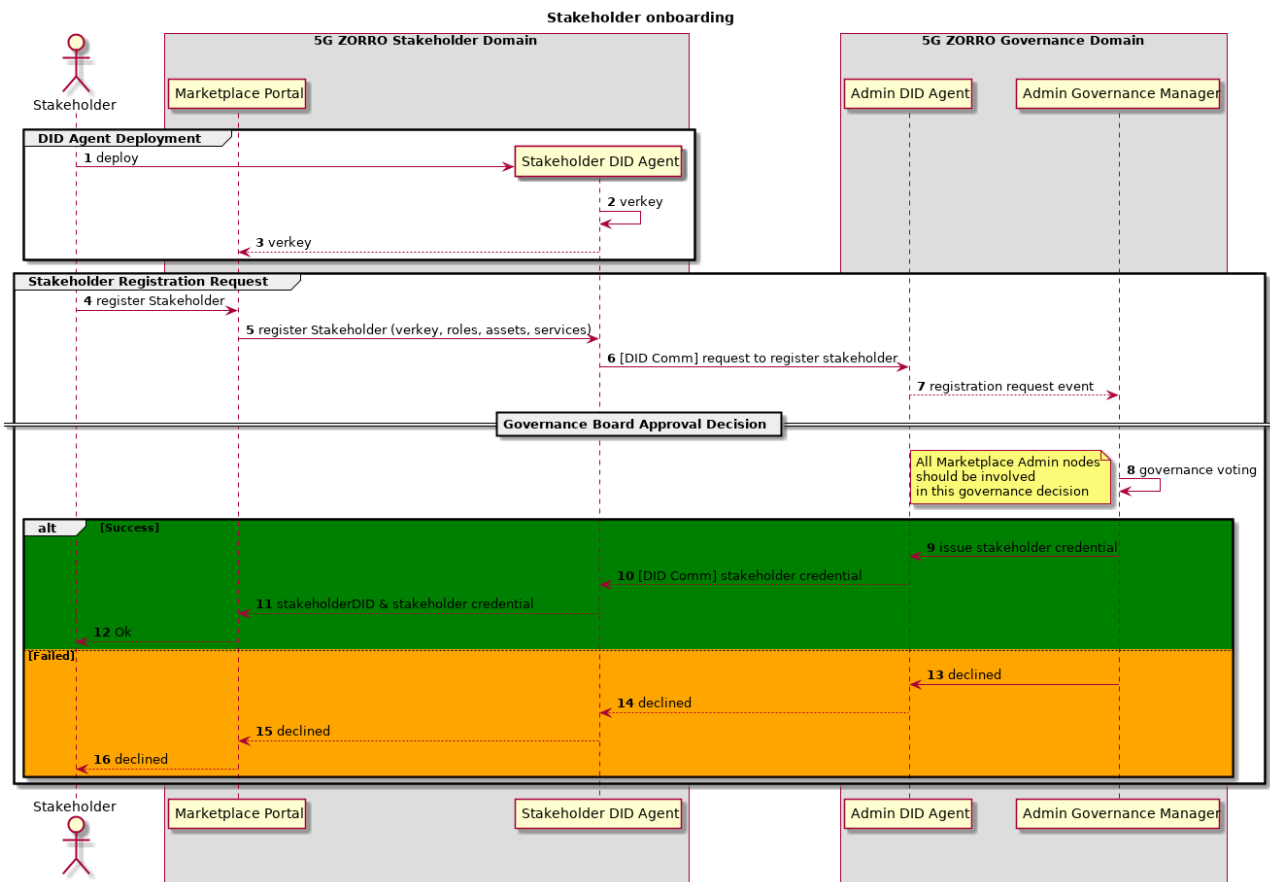 Stakeholder onboarding
5G ZORRO Stakeholder Domain
5G ZORRO Governance Domain
Stakeholder
Marketplace Portal
Admin DID Agent
Admin Governance Manager
DID Agent Deployment
1 deploy
Stakeholder DID Agent
2 verkey
3 verkey
Stakeholder Registration Request
4 register Stakeholder
5 register Stakeholder (verkey, roles, assets, services)
6 [DID Comm] request to register stakeholder
7 registration request event
Governance Board Approval Decision
All Marketplace Admin nodes
should be involved
in this governance decision
8 governance voting
alt
[Success]
9 issue stakeholder credential
10 [DID Comm] stakeholder credential
11 stakeholderDID & stakeholder credential
12 Ok
[Failed]
13 declined
14 declined
15 declined
16 declined
Stakeholder
Marketplace Portal
Stakeholder DID Agent
Admin DID Agent
Admin Governance Manager